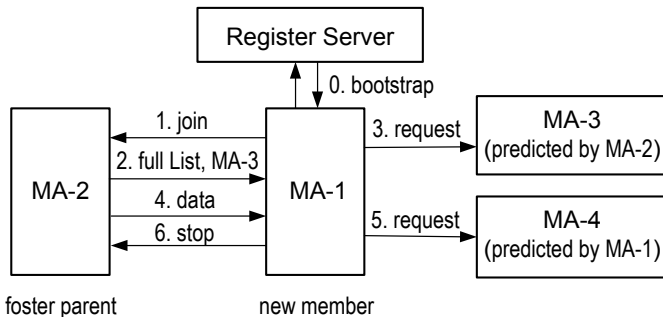 Register Server
0. bootstrap
1. join
2. full List, MA-3
4. data
6. stop
MA-2
MA-1
3. request
5. request
MA-3
(predicted by MA-2)
MA-4
(predicted by MA-1)
foster parent
new member